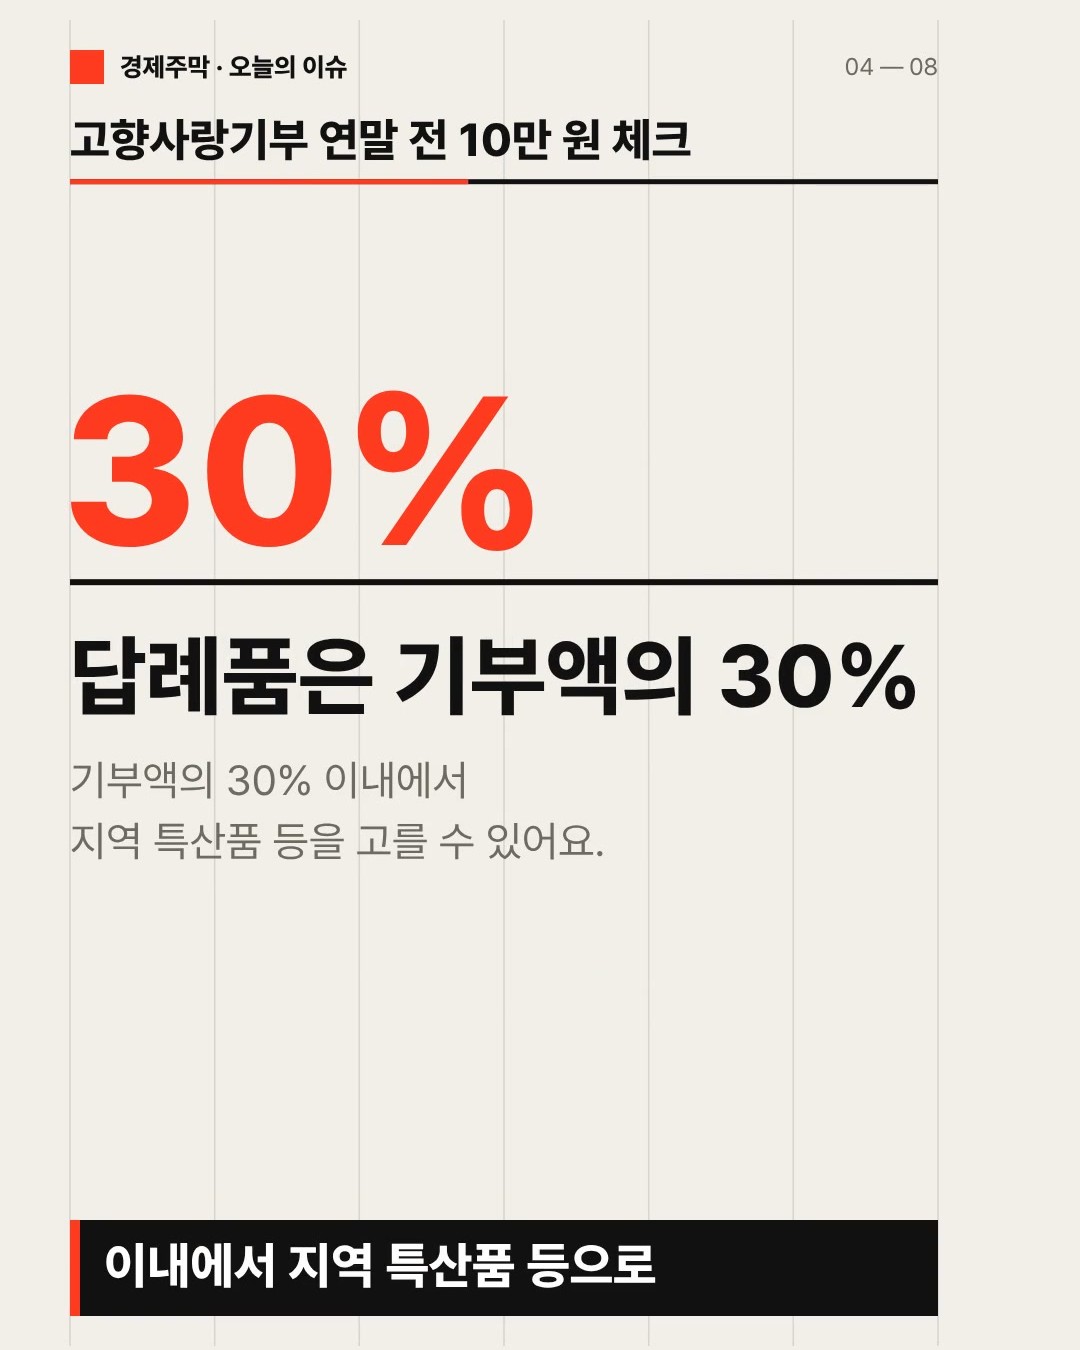 경제주막 · 오늘의 이슈
04 — 08
고향사랑기부 연말 전 10만 원 체크
30%
답례품은 기부액의 30%
기부액의 30% 이내에서
지역 특산품 등을 고를 수 있어요.
이내에서 지역 특산품 등으로